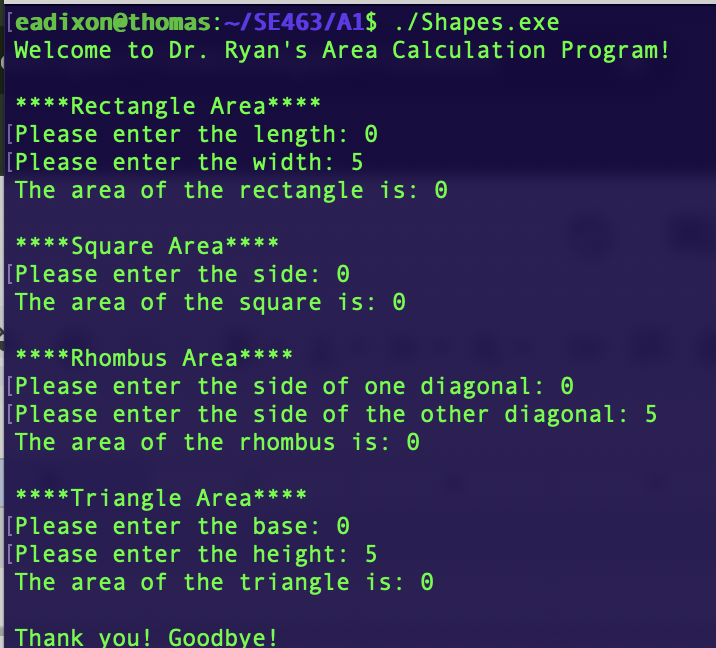 [eadixon@thomas:~/SE463/A1$ ./Shapes.exe
Welcome to Dr. Ryan's Area Calculation Program!
****Rectangle Area****
[Please enter the length: 0
[Please enter the width: 5
The area of the rectangle is: 0
****Square Area****
[Please enter the side: 0
The area of the square is: 0
****Rhombus Area****
[Please enter the side of one diagonal: 0
[Please enter the side of the other diagonal: 5
The area of the rhombus is: 0
****Triangle Area****
[Please enter the base: 0
[Please enter the height: 5
The area of the triangle is: 0
Thank you! Goodbye!